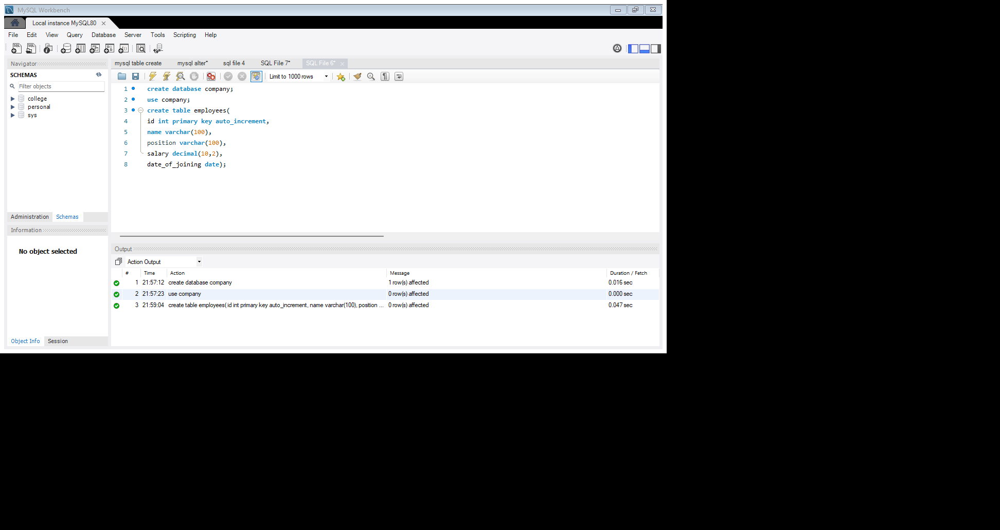 MySQL Workbench
Local instance MySQL80
File Edit View Query Database Server Tools Scripting Help
Navigator
SCHEMAS
Filter objects
college
personal
sys
Administration Schemas
Information
No object selected
Object Info Session
mysql table create mysql alter* sql file 4 SQL File 7* SQL File 6*
Limit to 1000 rows
1 create database company;
2 use company;
3 create table employees(
4 id int primary key auto_increment,
5 name varchar(100),
6 position varchar(100),
7 salary decimal(10,2),
8 date_of_joining date);
Output
Action Output
# Time Action Message Duration / Fetch
1 21:57:12 create database company 1 row(s) affected 0.016 sec
2 21:57:23 use company 0 row(s) affected 0.000 sec
3 21:59:04 create table employees( id int primary key auto_increment, name varchar(100), position ... 0 row(s) affected 0.047 sec